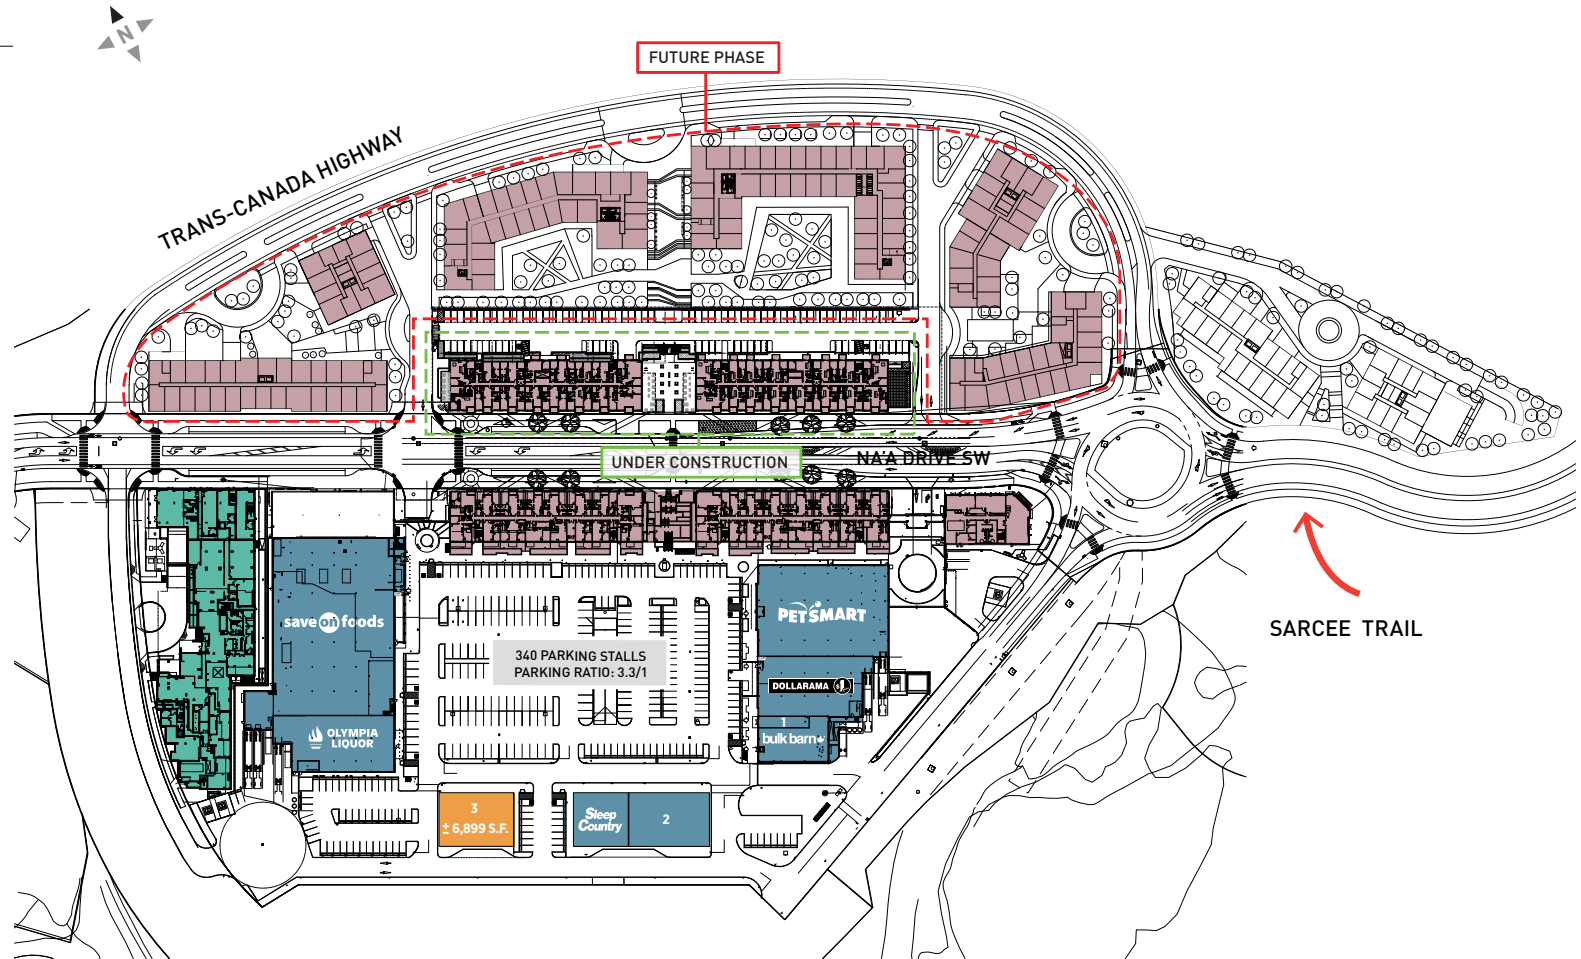 N
FUTURE PHASE
TRANS-CANADA HIGHWAY
UNDER CONSTRUCTION
NA'A DRIVE SW
SARCEE TRAIL
save on foods
PETSMART
340 PARKING STALLS
PARKING RATIO: 3.3/1
DOLLARAMA
1
bulk barn
OLYMPIA
LIQUOR
3
± 6,899 S.F.
Sleep
Country
2